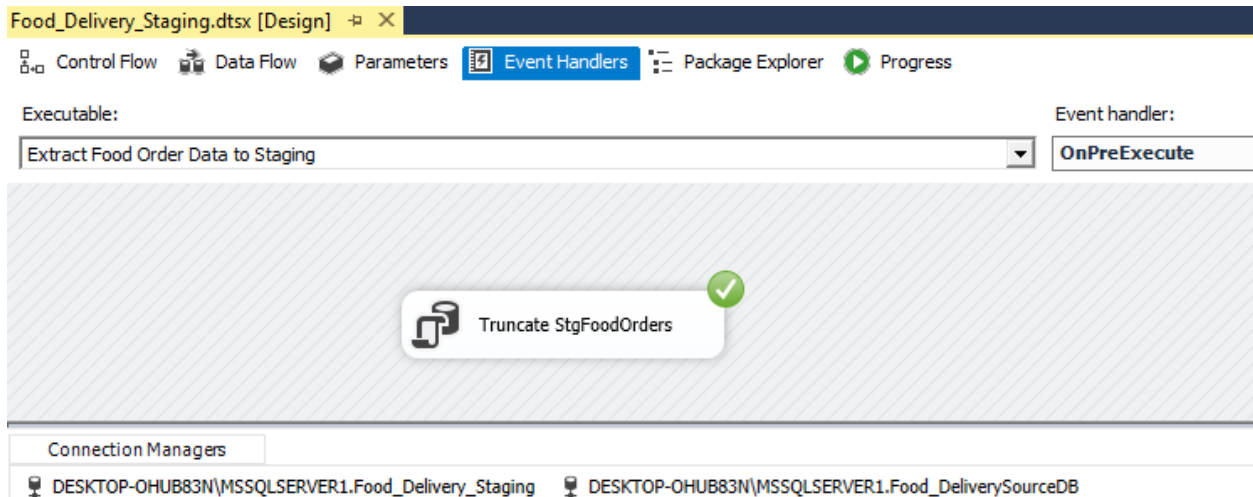 Food_Delivery_Staging.dtsx [Design]
Control Flow Data Flow Parameters Event Handlers Package Explorer Progress
Executable: Event handler:
Extract Food Order Data to Staging OnPreExecute
Truncate StgFoodOrders
Connection Managers
DESKTOP-OHUB83N\MSSQLSERVER1.Food_Delivery_Staging DESKTOP-OHUB83N\MSSQLSERVER1.Food_DeliverySourceDB